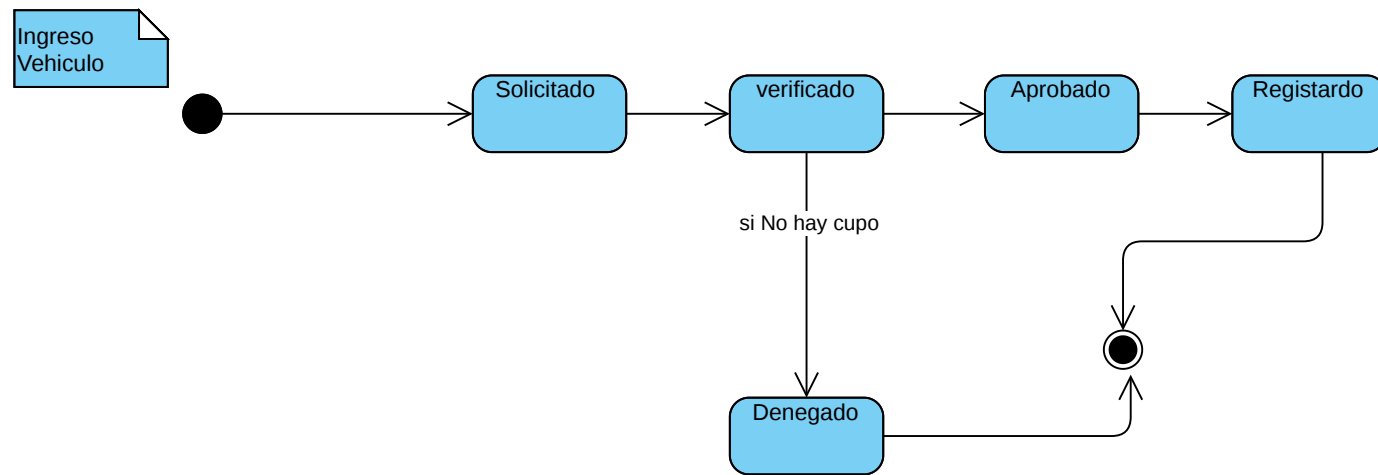 Ingreso
Vehiculo
Solicitado
verificado
Aprobado
Registardo
si No hay cupo
Denegado